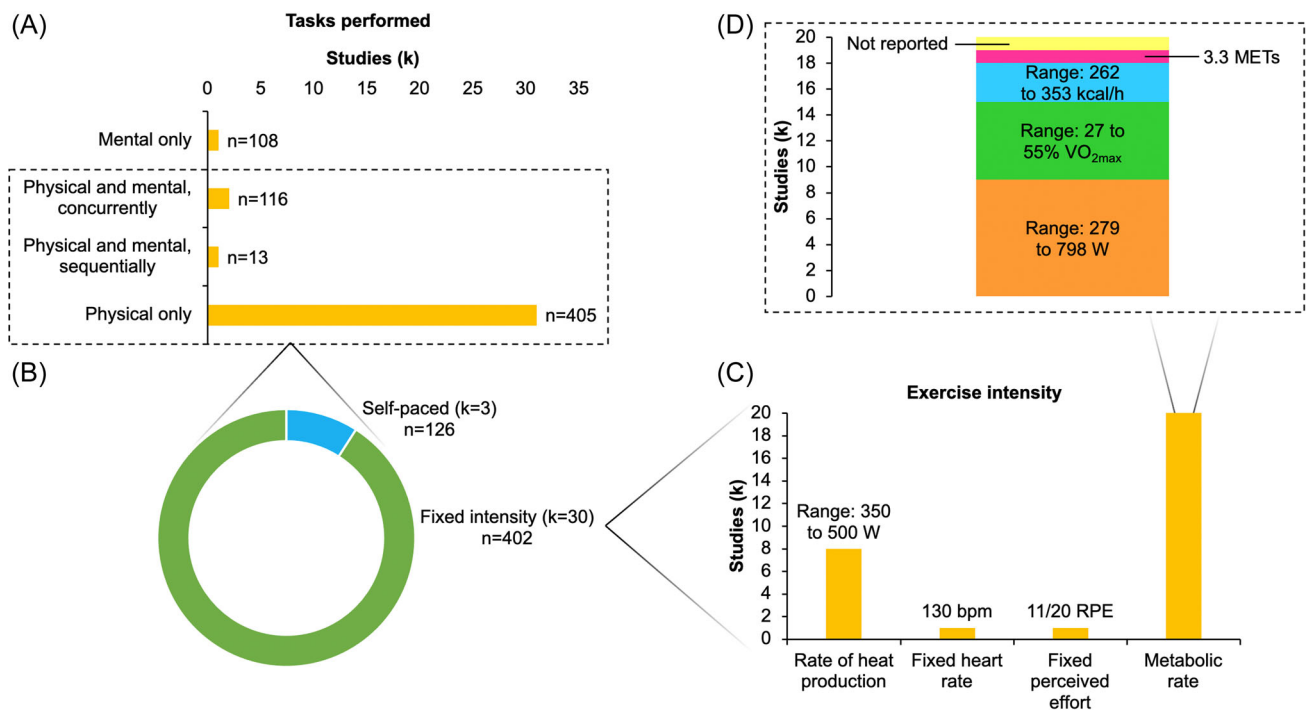 (A)
Tasks performed
Studies (k)
0 5 10 15 20 25 30 35
Mental only
n=108
Physical and mental,
concurrently
n=116
Physical and mental,
sequentially
n=13
Physical only
n=405
(B)
Self-paced (k=3)
n=126
Fixed intensity (k=30)
n=402
(D)
Studies (k)
20
18
16
14
12
10
8
6
4
2
0
Not reported
3.3 METs
Range: 262
to 353 kcal/h
Range: 27 to
55% VO2max
Range: 279
to 798 W
(C)
Exercise intensity
Studies (k)
20
18
16
14
12
10
8
6
4
2
0
Range: 350
to 500 W
130 bpm
11/20 RPE
Rate of heat
production
Fixed heart
rate
Fixed
perceived
effort
Metabolic
rate